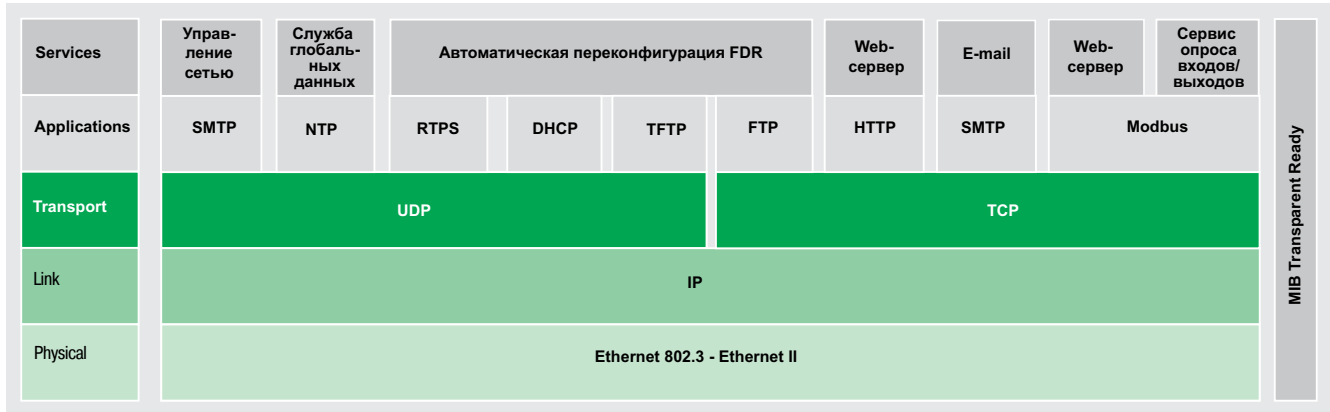 Services
Управ-
ление
сетью
Служба
глобаль-
ных
данных
Автоматическая переконфигурация FDR
Web-
сервер
E-mail
Web-
сервер
Сервис
опроса
входов/
выходов
Applications
SMTP
NTP
RTPS
DHCP
TFTP
FTP
HTTP
SMTP
Modbus
Transport
UDP
TCP
Link
IP
Physical
Ethernet 802.3 - Ethernet II
MIB Transparent Ready